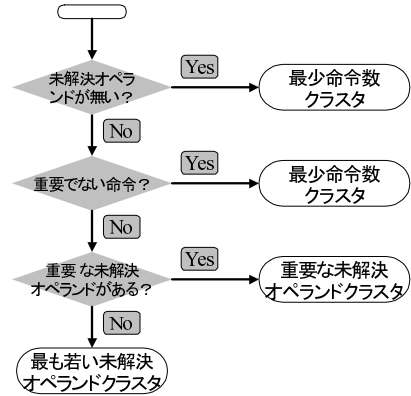 未解決オペラ
ンドが無い?
Yes
最少命令数
クラスタ
No
重要でない命令?
Yes
最少命令数
クラスタ
No
重要な未解決
オペランドがある?
Yes
重要な未解決
オペランドクラスタ
No
最も若い未解決
オペランドクラスタ